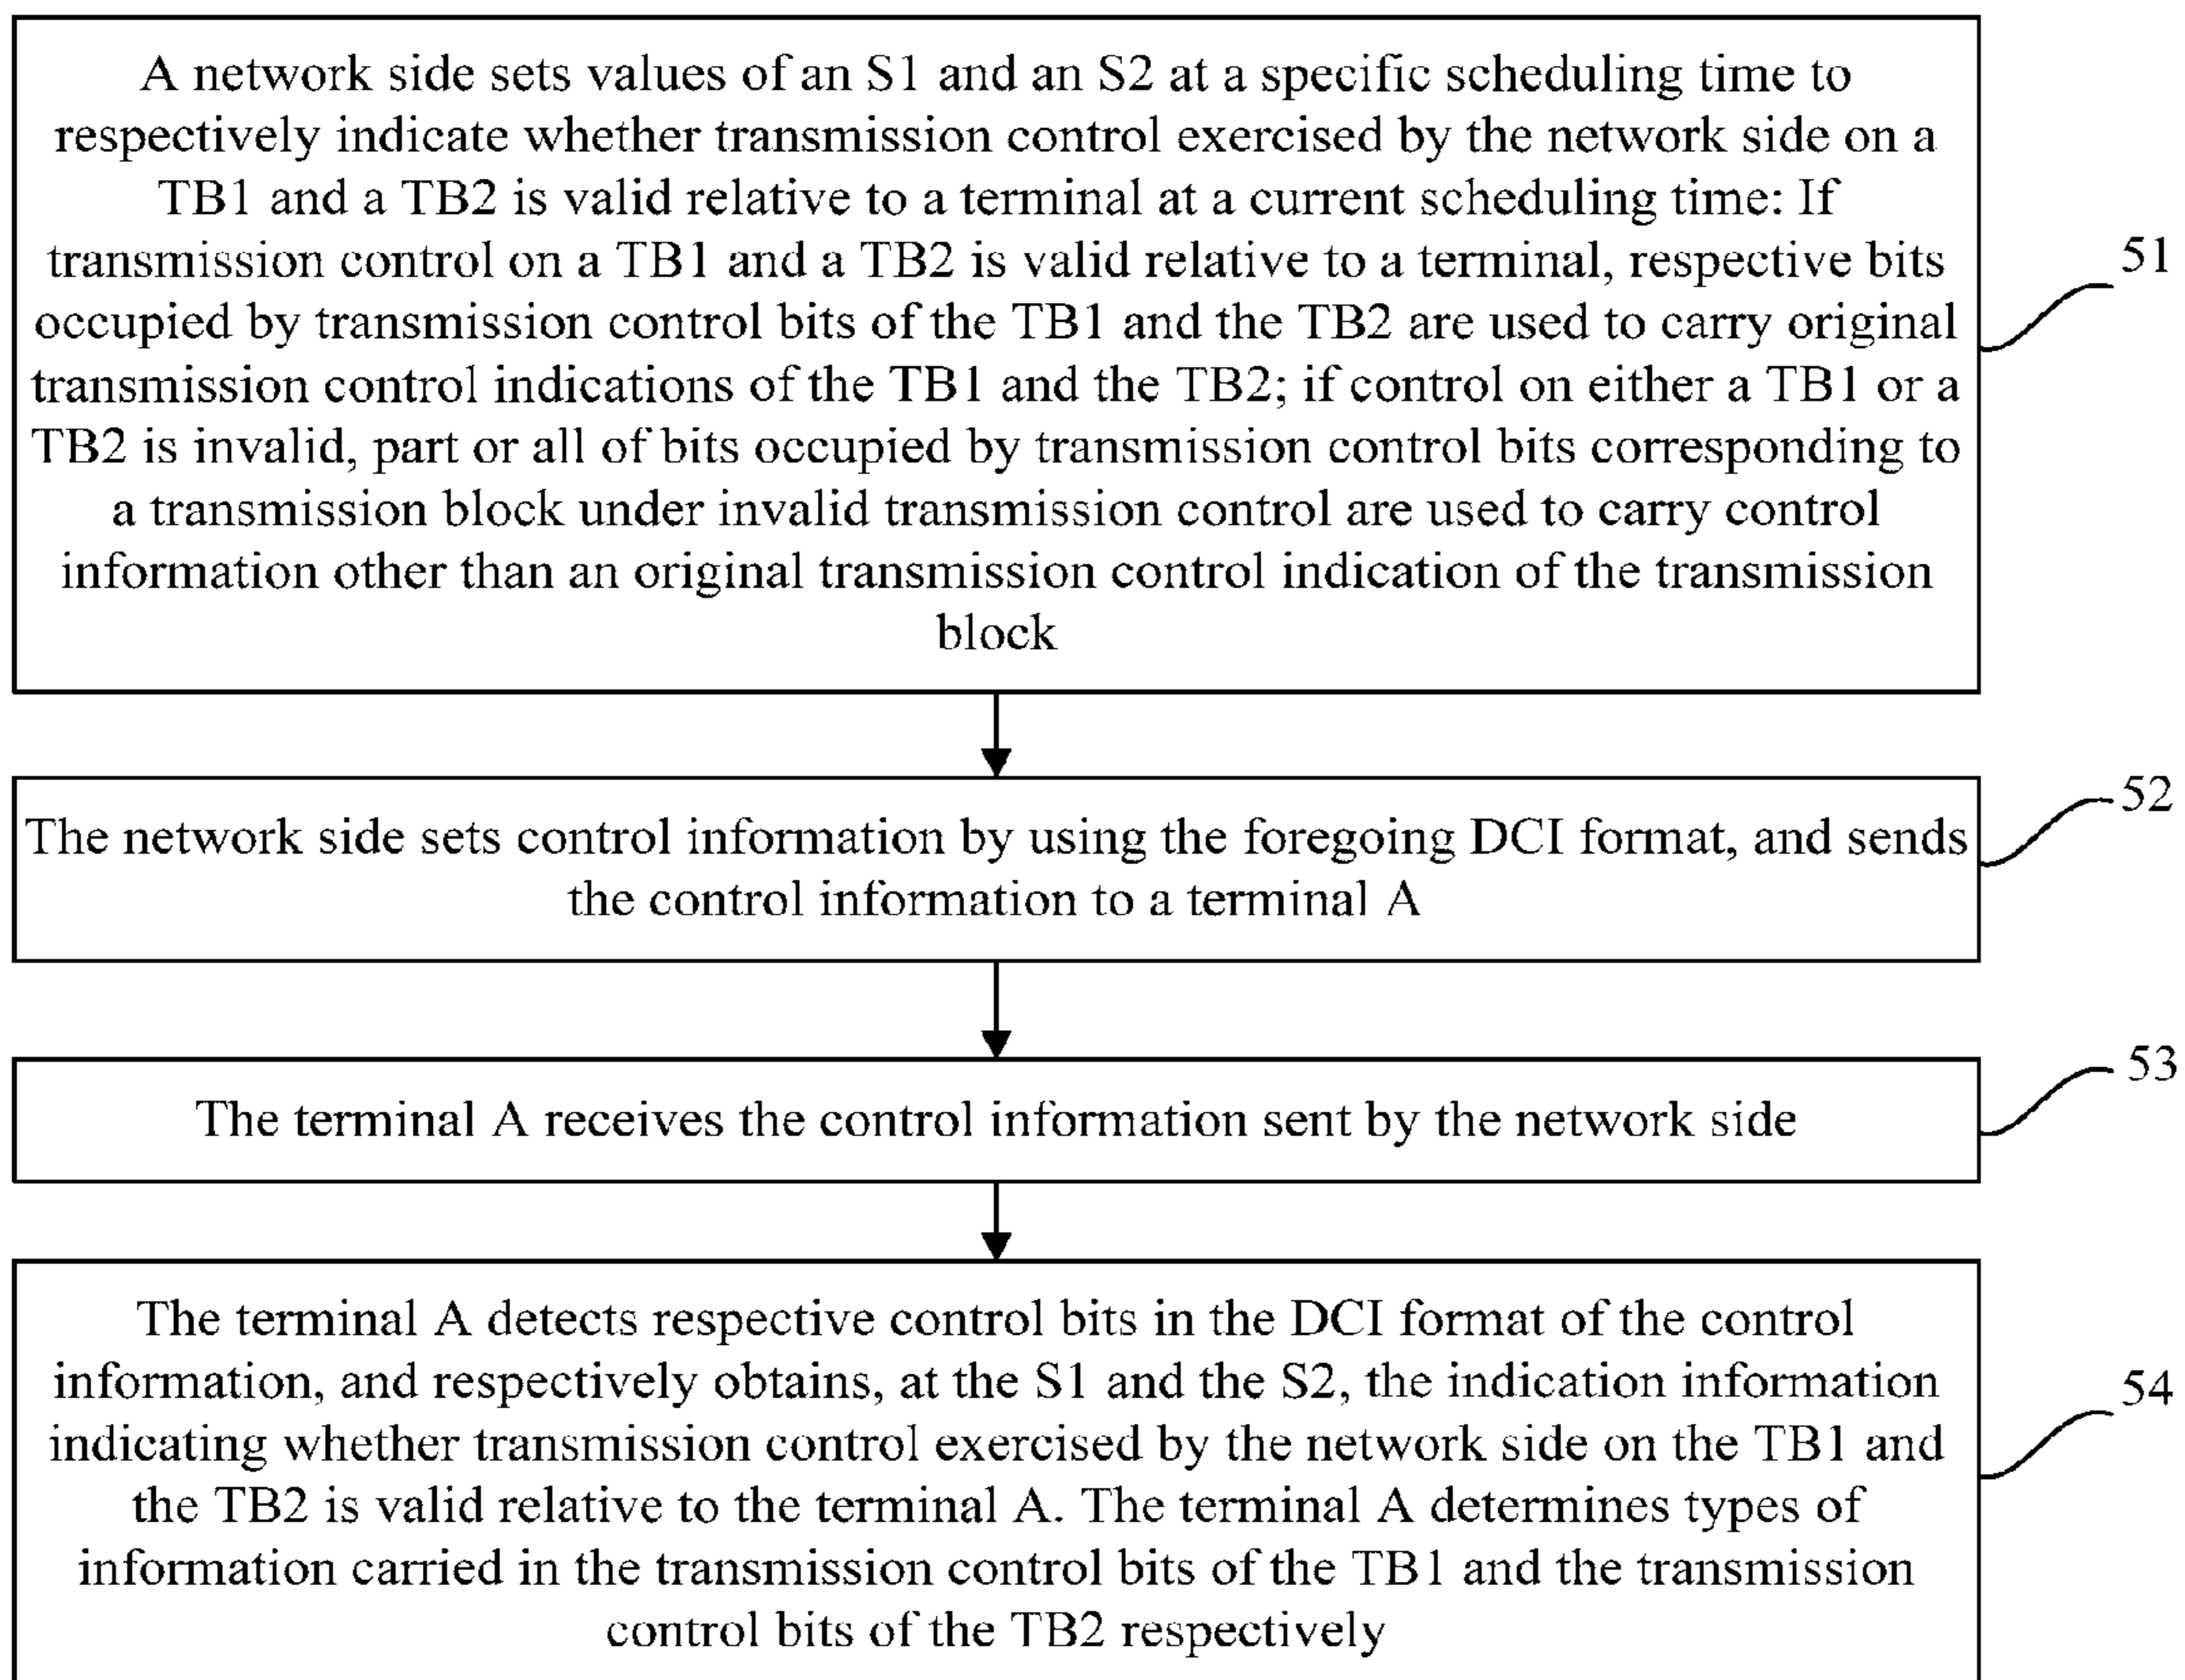 A network side sets values of an S1 and an S2 at a specific scheduling time to
respectively indicate whether transmission control exercised by the network side on a
TB1 and a TB2 is valid relative to a terminal at a current scheduling time: If
transmission control on a TB1 and a TB2 is valid relative to a terminal, respective bits
occupied by transmission control bits of the TB1 and the TB2 are used to carry original
transmission control indications of the TB1 and the TB2; if control on either a TB1 or a
TB2 is invalid, part or all of bits occupied by transmission control bits corresponding to
a transmission block under invalid transmission control are used to carry control
information other than an original transmission control indication of the transmission
block
51
The network side sets control information by using the foregoing DCI format, and sends
the control information to a terminal A
52
The terminal A receives the control information sent by the network side
53
The terminal A detects respective control bits in the DCI format of the control
information, and respectively obtains, at the S1 and the S2, the indication information
indicating whether transmission control exercised by the network side on the TB1 and
the TB2 is valid relative to the terminal A. The terminal A determines types of
information carried in the transmission control bits of the TB1 and the transmission
control bits of the TB2 respectively
54